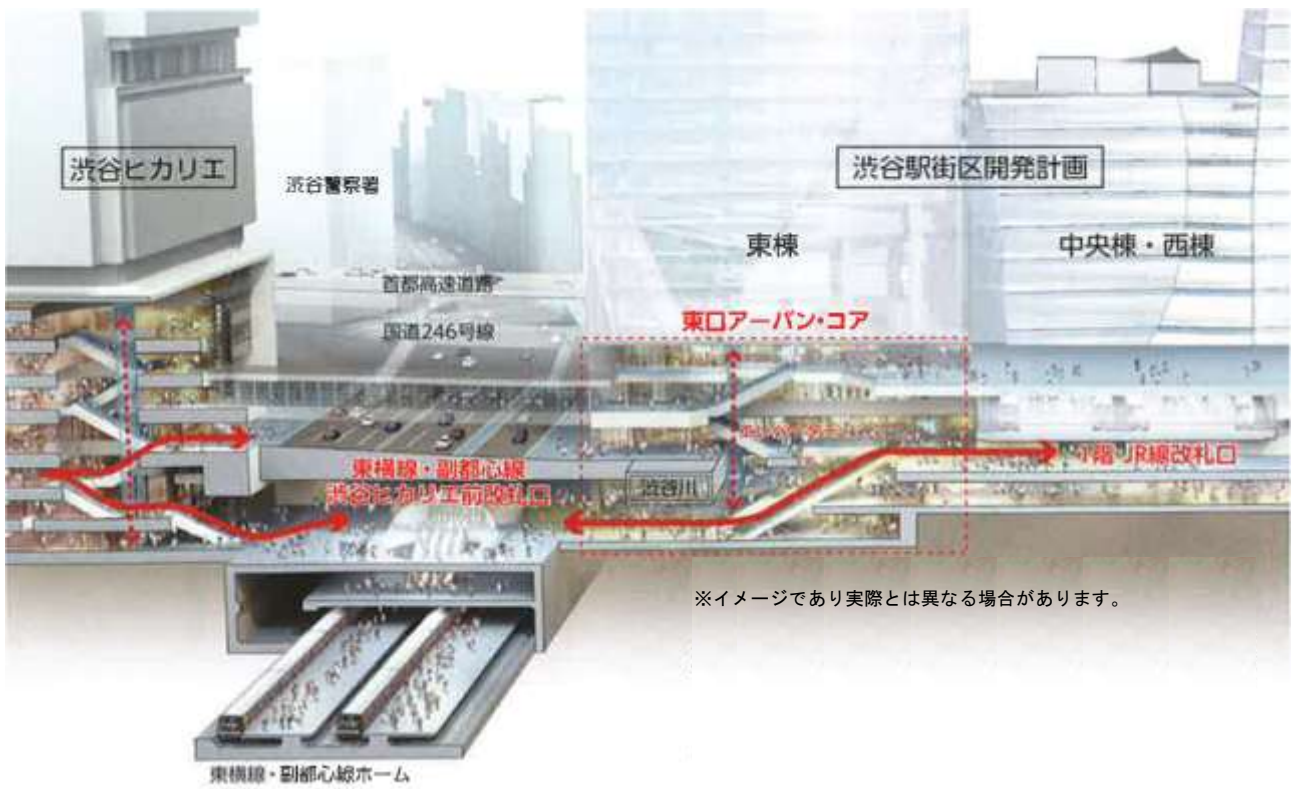 渋谷ヒカリエ
渋谷警察署
渋谷駅街区開発計画
東棟
中央棟・西棟
首都高速道路
国道246号線
東口アーバン・コア
東横線・副都心線
渋谷ヒカリエ前改札口
渋谷川
1階 JR線改札口
※イメージであり実際とは異なる場合があります。
東横線・副都心線ホーム